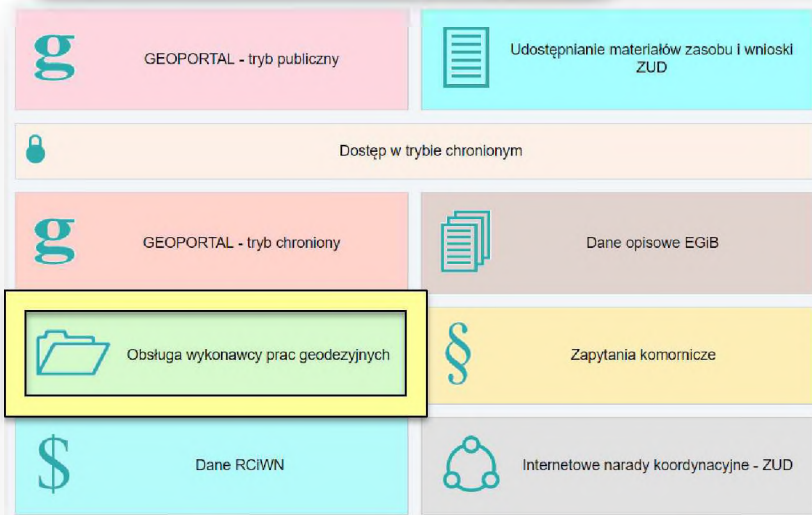 g GEOPORTAL - tryb publiczny
Udostępnianie materiałów zasobu i wnioski
ZUD
Dostęp w trybie chronionym
g GEOPORTAL - tryb chroniony
Dane opisowe EGiB
Obsługa wykonawcy prac geodezyjnych
§ Zapytania komornicze
$ Dane RCiWN
Internetowe narady koordynacyjne - ZUD